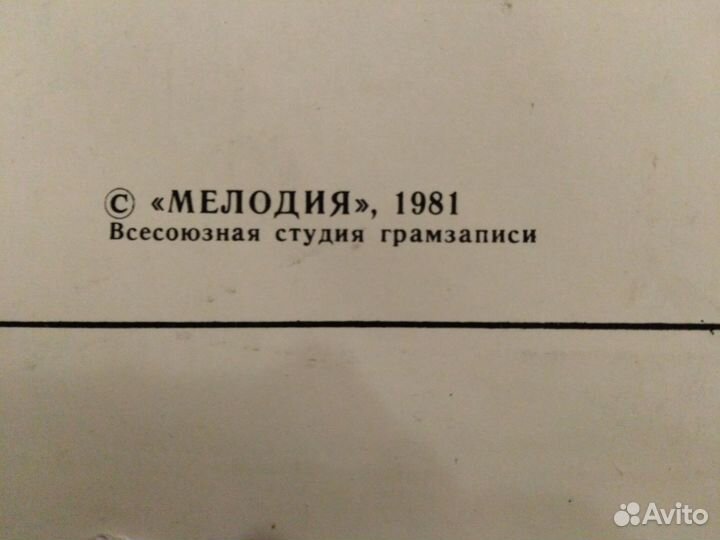 © «МЕЛОДИЯ», 1981
Всесоюзная студия грамзаписи
Avito